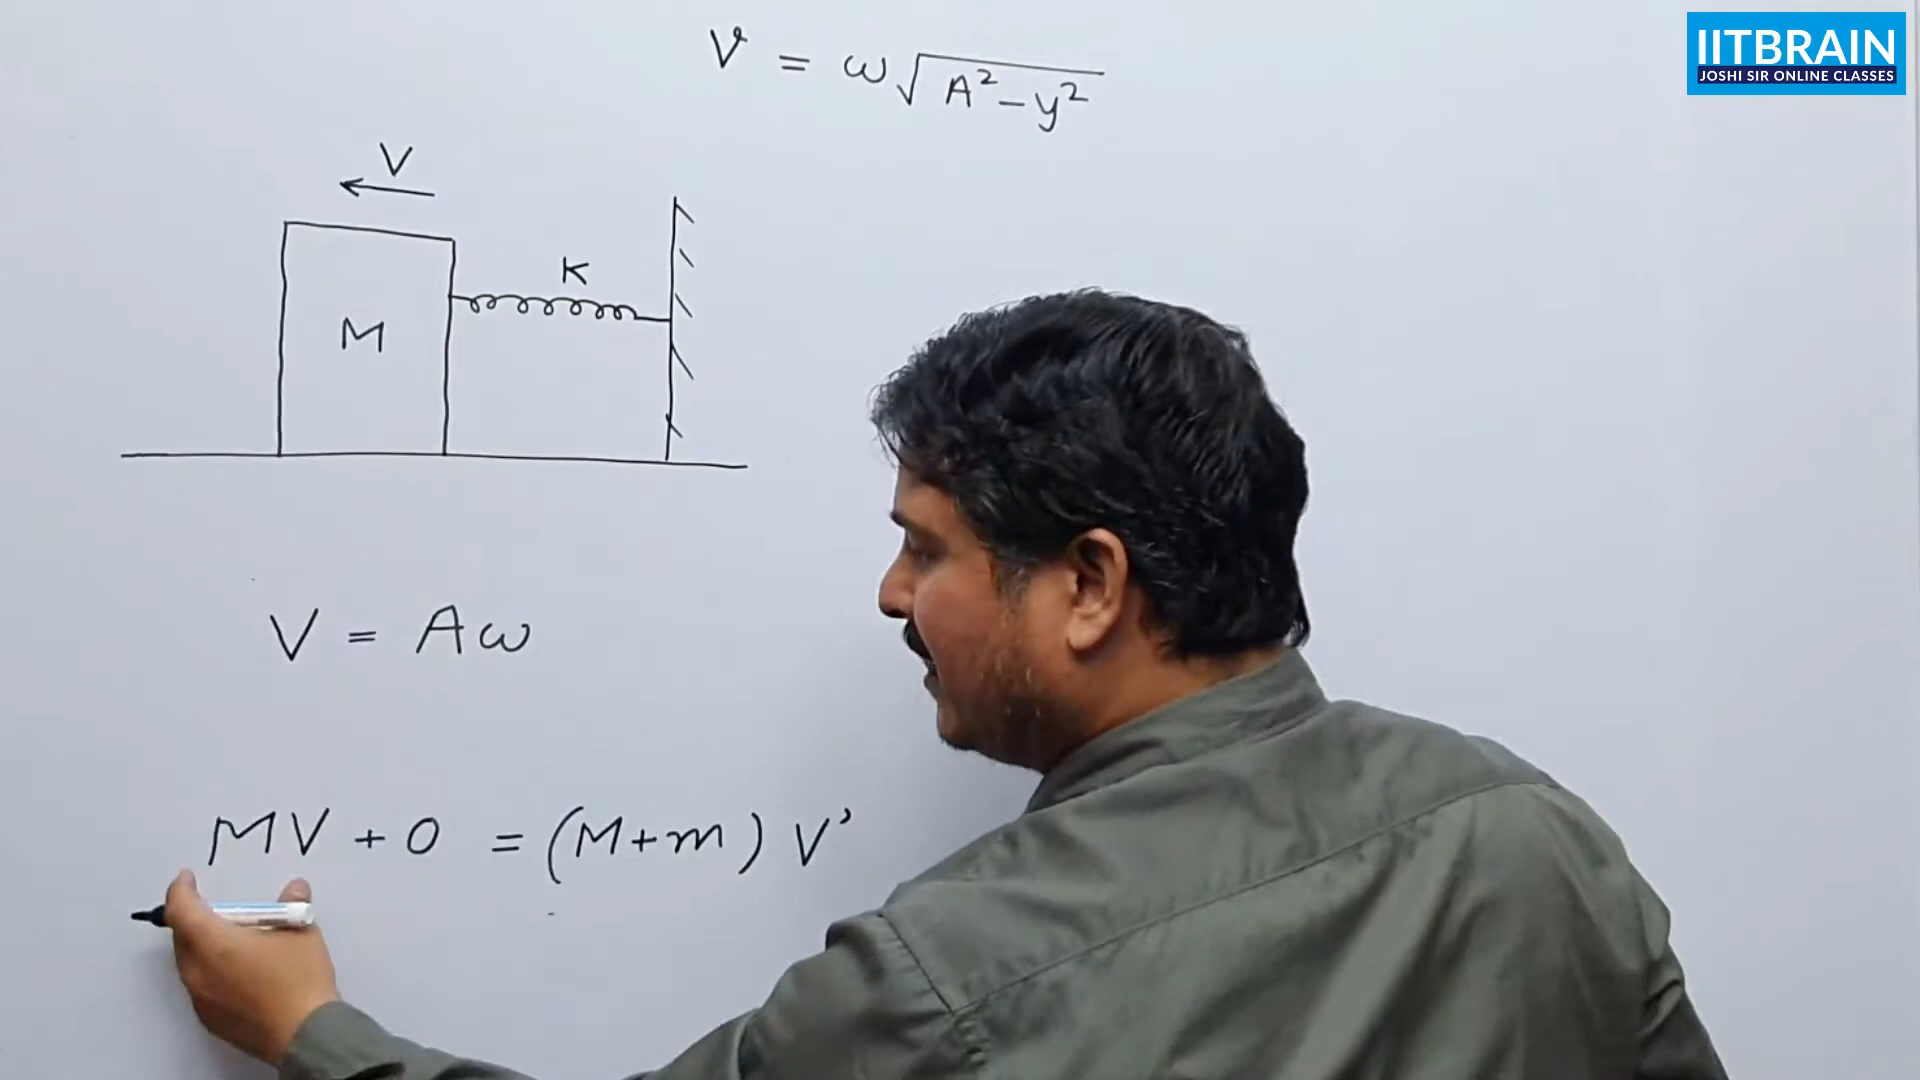 IITBRAIN
JOSHI SIR ONLINE CLASSES
V = ω√(A² - y²)
V
K
M
V = Aω
MV + 0 = (M+m) V'